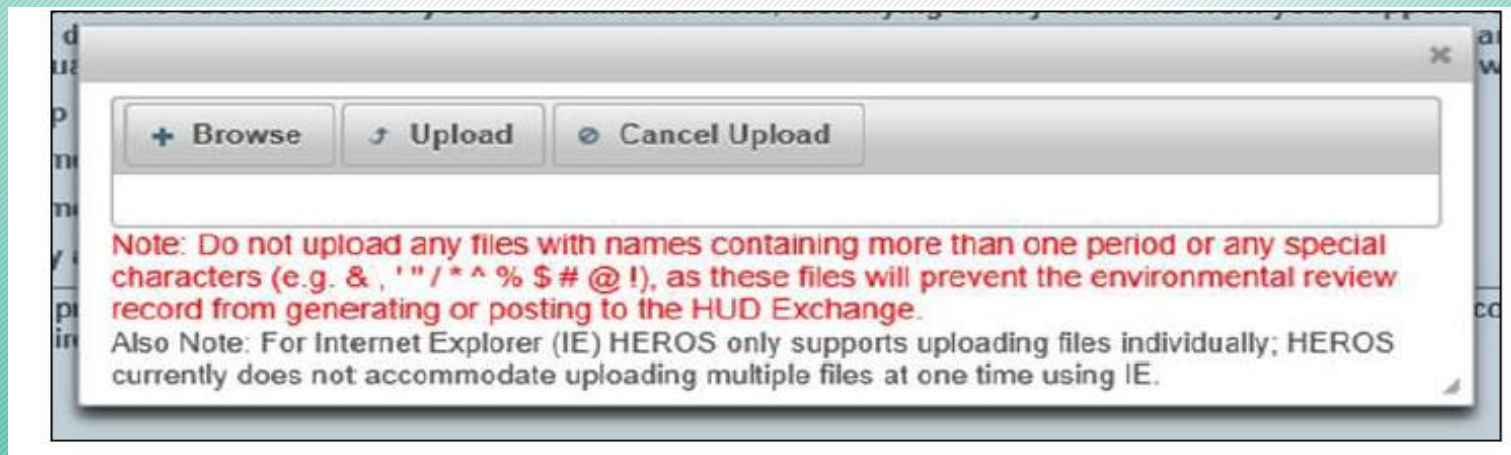 + Browse Upload Cancel Upload
Note: Do not upload any files with names containing more than one period or any special
characters (e.g. & , ' " / * ^ % $ # @ !), as these files will prevent the environmental review
record from generating or posting to the HUD Exchange.
Also Note: For Internet Explorer (IE) HEROS only supports uploading files individually; HEROS
currently does not accommodate uploading multiple files at one time using IE.